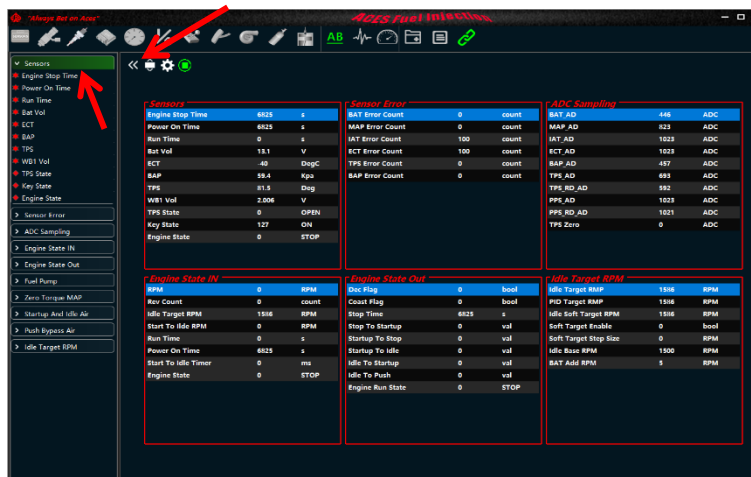 "Always Bet on Aces"
ACES Fuel Injection
AB
Sensors
Engine Stop Time
Power On Time
Run Time
Bat Vol
ECT
BAP
TPS
WB1 Vol
TPS State
Key State
Engine State
Sensor Error
ADC Sampling
Engine State IN
Engine State Out
Fuel Pump
Zero Torque MAP
Startup And Idle Air
Push Bypass Air
Idle Target RPM
Sensors
Engine Stop Time 6825 s
Power On Time 6825 s
Run Time 0 s
Bat Vol 13.1 V
ECT -40 DegC
BAP 59.4 Kpa
TPS 81.5 Deg
WB1 Vol 2.006 V
TPS State 0 OPEN
Key State 127 ON
Engine State 0 STOP
Sensor Error
BAT Error Count 0 count
MAP Error Count 0 count
IAT Error Count 100 count
ECT Error Count 100 count
TPS Error Count 0 count
BAP Error Count 0 count
ADC Sampling
BAT_AD 446 ADC
MAP_AD 823 ADC
IAT_AD 1023 ADC
ECT_AD 1023 ADC
BAP_AD 457 ADC
TPS_AD 693 ADC
TPS_RD_AD 592 ADC
PPS_AD 1023 ADC
PPS_RD_AD 1021 ADC
TPS Zero 0 ADC
Engine State IN
RPM 0 RPM
Rev Count 0 count
Idle Target RPM 1586 RPM
Start To Ilde RPM 0 RPM
Run Time 0 s
Power On Time 6825 s
Start To Idle Timer 0 ms
Engine State 0 STOP
Engine State Out
Dec Flag 0 bool
Coast Flag 0 bool
Stop Time 6825 s
Stop To Startup 0 val
Startup To Stop 0 val
Startup To Idle 0 val
Idle To Startup 0 val
Idle To Push 0 val
Engine Run State 0 STOP
Idle Target RPM
Idle Target RMP 1586 RPM
PID Target RMP 1586 RPM
Idle Soft Target RPM 1586 RPM
Soft Target Enable 0 bool
Soft Target Step Size 0 RPM
Idle Base RPM 1500 RPM
BAT Add RPM 5 RPM